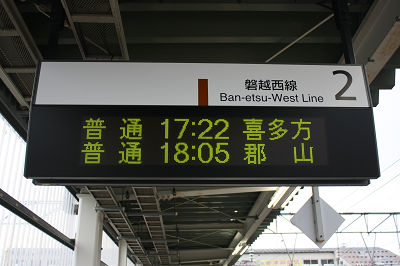 磐越西線 2
Ban-etsu-West Line
普通 17:22 喜多方
普通 18:05 郡山